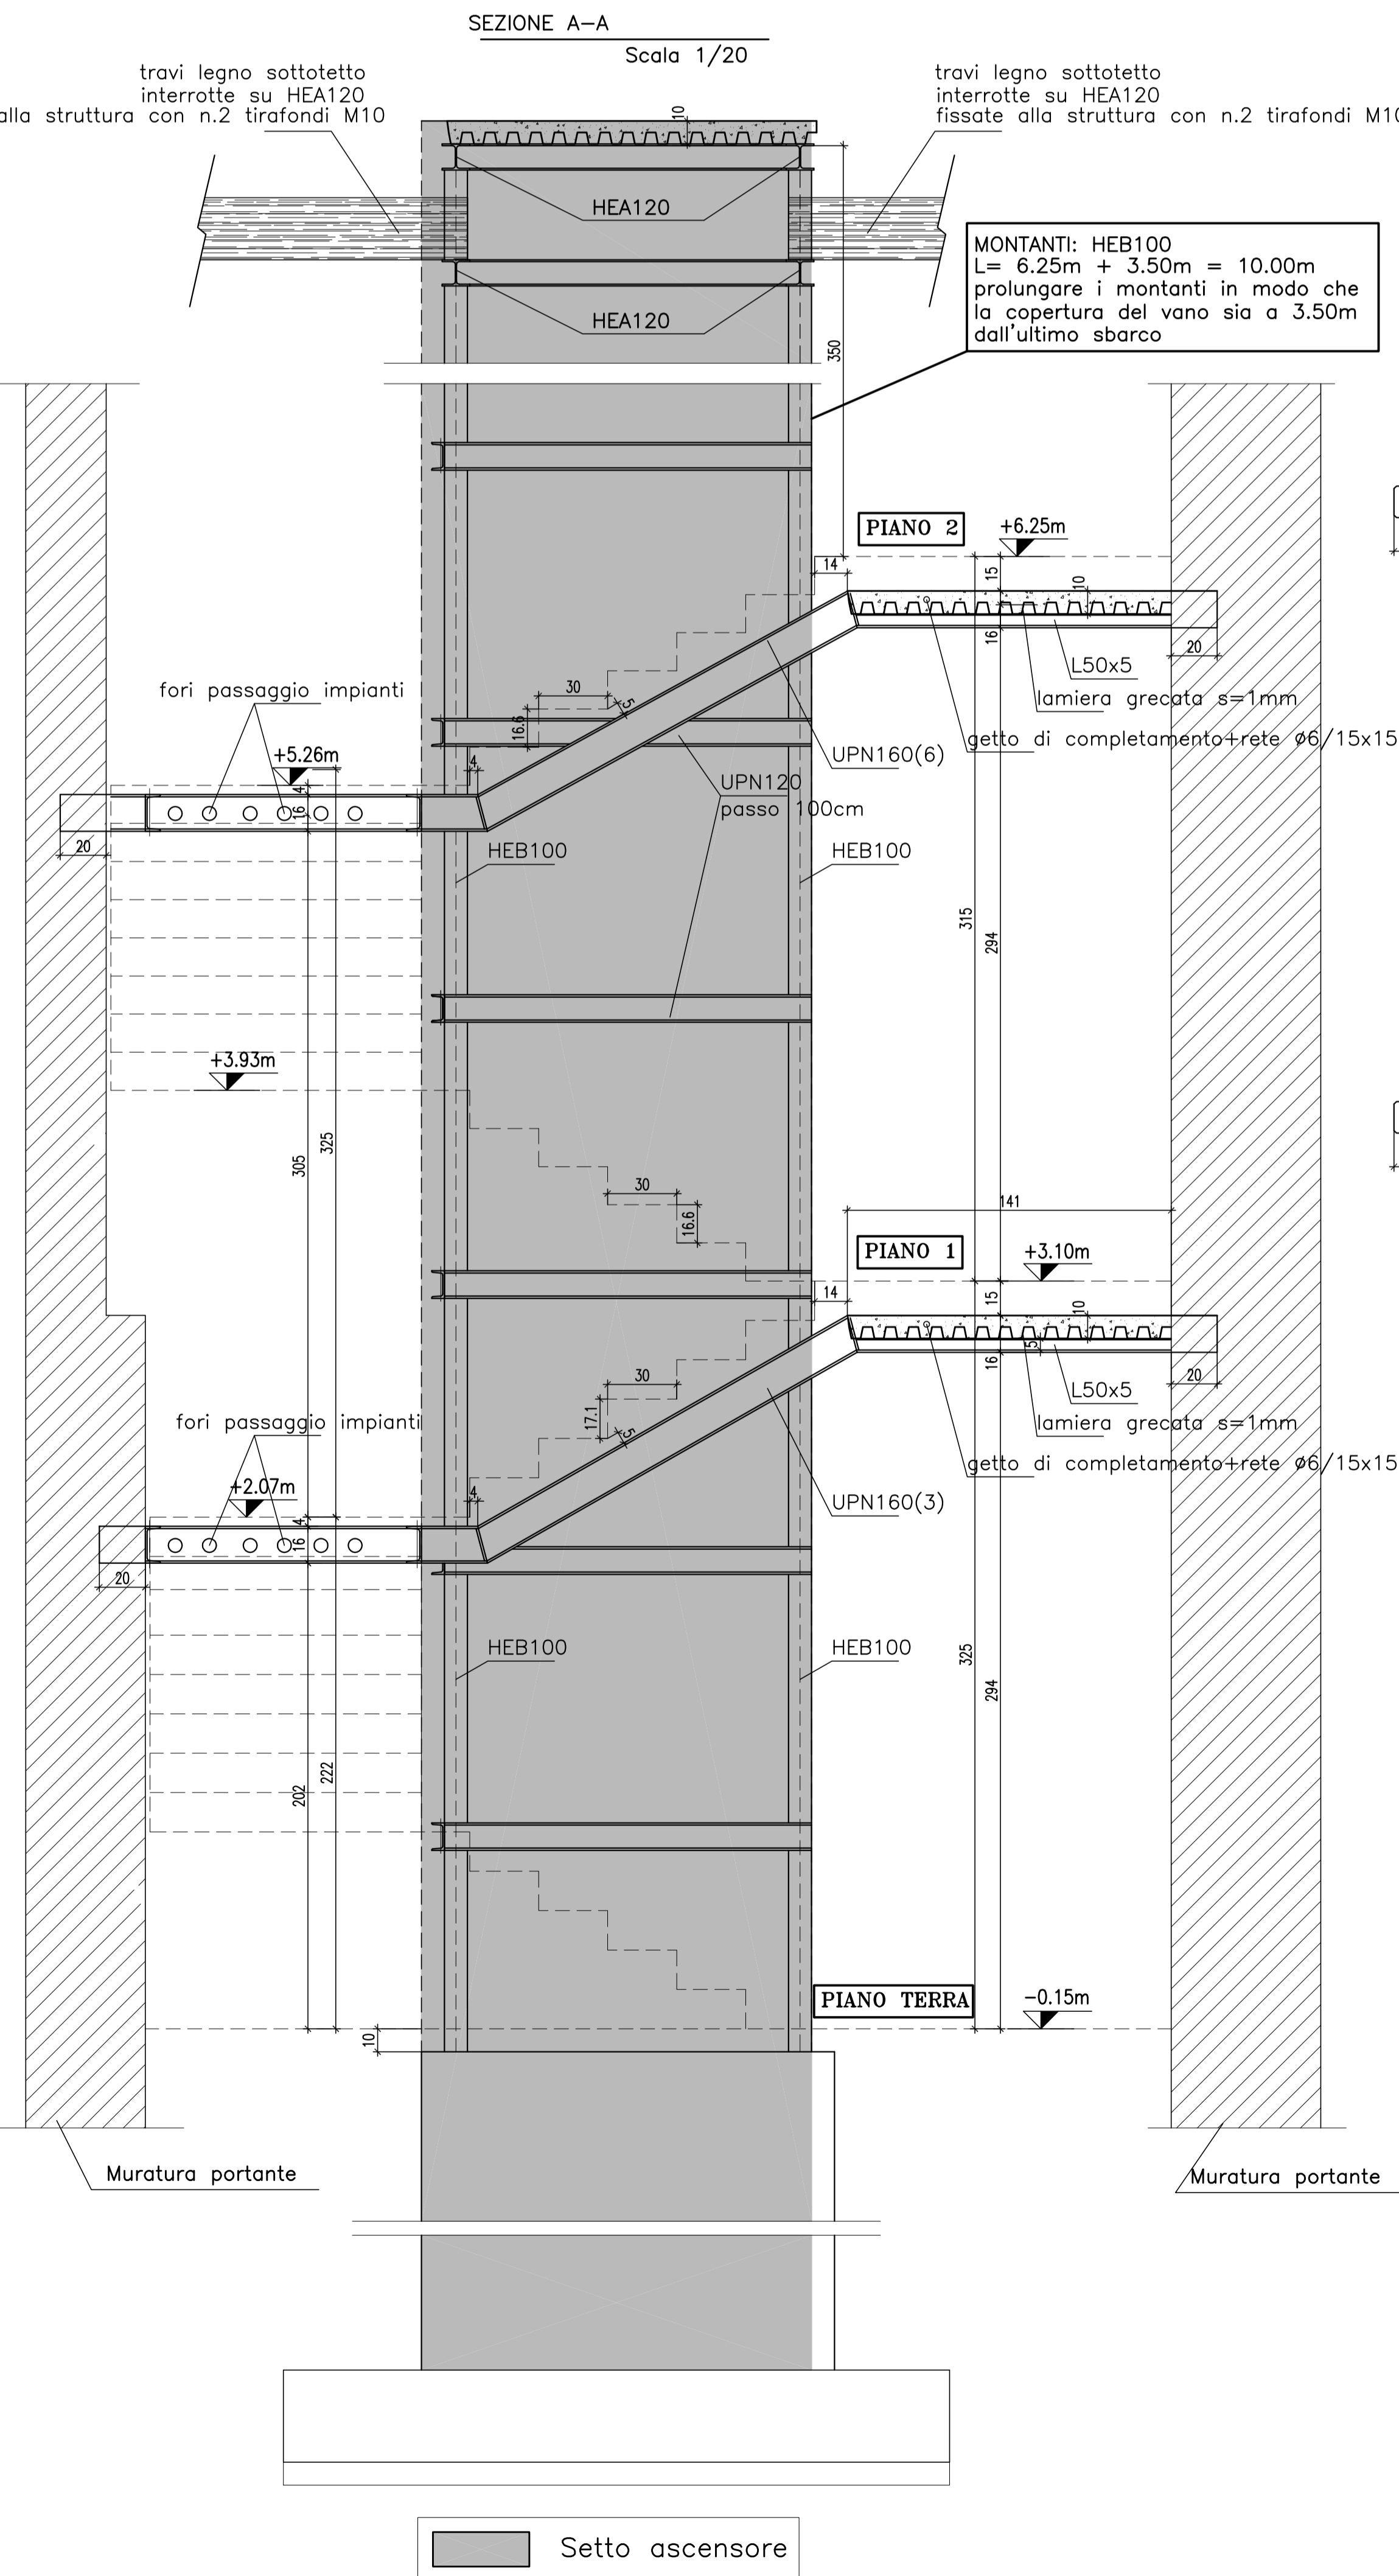 SEZIONE A-A
Scala 1/20
travi legno sottotetto
interrotte su HEA120
alla struttura con n.2 tirafondi M10
travi legno sottotetto
interrotte su HEA120
fissate alla struttura con n.2 tirafondi M10
10
HEA120
HEA120
MONTANTI: HEB100
L= 6.25m + 3.50m = 10.00m
prolungare i montanti in modo che
la copertura del vano sia a 3.50m
dall'ultimo sbarco
350
PIANO 2
+6.25m
14
15
10
16
20
L50x5
lamiera grecata s=1mm
getto di completamento+rete ø6/15x15
fori passaggio impianti
30
5
16.6
4
UPN160(6)
UPN120
passo 100cm
+5.26m
4
16
20
HEB100
HEB100
315
294
+3.93m
305
325
30
16.6
141
PIANO 1
+3.10m
14
15
10
5
16
20
L50x5
lamiera grecata s=1mm
getto di completamento+rete ø6/15x15
30
17.1
5
fori passaggio impianti
+2.07m
4
4
16
20
UPN160(3)
HEB100
HEB100
325
294
202
222
PIANO TERRA
-0.15m
10
Muratura portante
Muratura portante
Setto ascensore